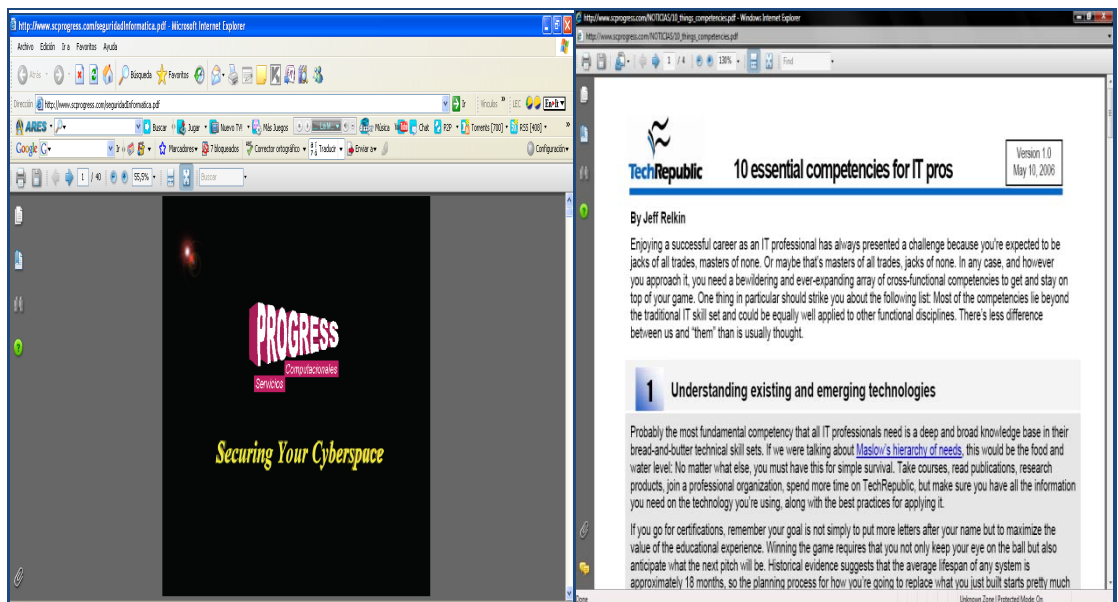 http://www.scprogress.com/seguridadInformatica.pdf - Microsoft Internet Explorer
Archivo Edición Ir a Favoritos Ayuda
Atrás Búsqueda Favoritos
Dirección http://www.scprogress.com/seguridadInformatica.pdf Ir Vínculos
ARES Buscar Jugar Nuevo TV! Más Juegos Música Chat P2P Torrents [700] RSS [408]
Google Ir Marcadores 7 bloqueados Corrector ortográfico Traducir Enviar a Configuración
1 / 40 55,5% Buscar
PROGRESS
Computacionales
Servicios
Securing Your Cyberspace
http://www.scprogress.com/NOTICIAS/10_things_competencies.pdf - Windows Internet Explorer
http://www.scprogress.com/NOTICIAS/10_things_competencies.pdf
1 / 4 130% Find
TechRepublic
10 essential competencies for IT pros
Version 1.0
May 10, 2006
By Jeff Relkin
Enjoying a successful career as an IT professional has always presented a challenge because you're expected to be
jacks of all trades, masters of none. Or maybe that's masters of all trades, jacks of none. In any case, and however
you approach it, you need a bewildering and ever-expanding array of cross-functional competencies to get and stay on
top of your game. One thing in particular should strike you about the following list: Most of the competencies lie beyond
the traditional IT skill set and could be equally well applied to other functional disciplines. There's less difference
between us and "them" than is usually thought.
1 Understanding existing and emerging technologies
Probably the most fundamental competency that all IT professionals need is a deep and broad knowledge base in their
bread-and-butter technical skill sets. If we were talking about Maslow's hierarchy of needs, this would be the food and
water level: No matter what else, you must have this for simple survival. Take courses, read publications, research
products, join a professional organization, spend more time on TechRepublic, but make sure you have all the information
you need on the technology you're using, along with the best practices for applying it.
If you go for certifications, remember your goal is not simply to put more letters after your name but to maximize the
value of the educational experience. Winning the game requires that you not only keep your eye on the ball but also
anticipate what the next pitch will be. Historical evidence suggests that the average lifespan of any system is
approximately 18 months, so the planning process for how you're going to replace what you just built starts pretty much
Done Unknown Zone | Protected Mode: On